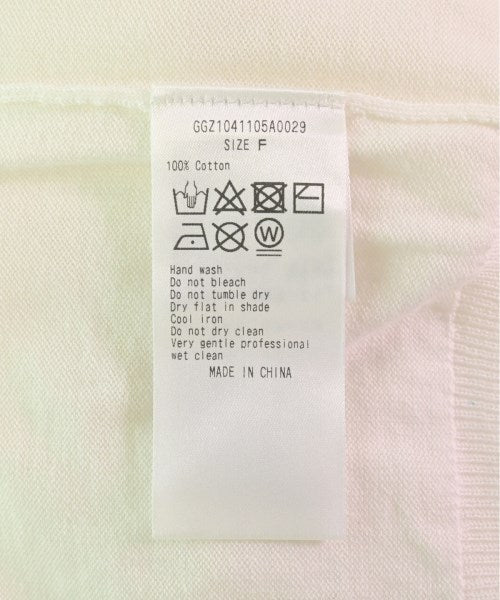 GGZ1041105A0029
SIZE F
100% Cotton
W
Hand wash
Do not bleach
Do not tumble dry
Dry flat in shade
Cool iron
Do not dry clean
Very gentle professional
wet clean
MADE IN CHINA